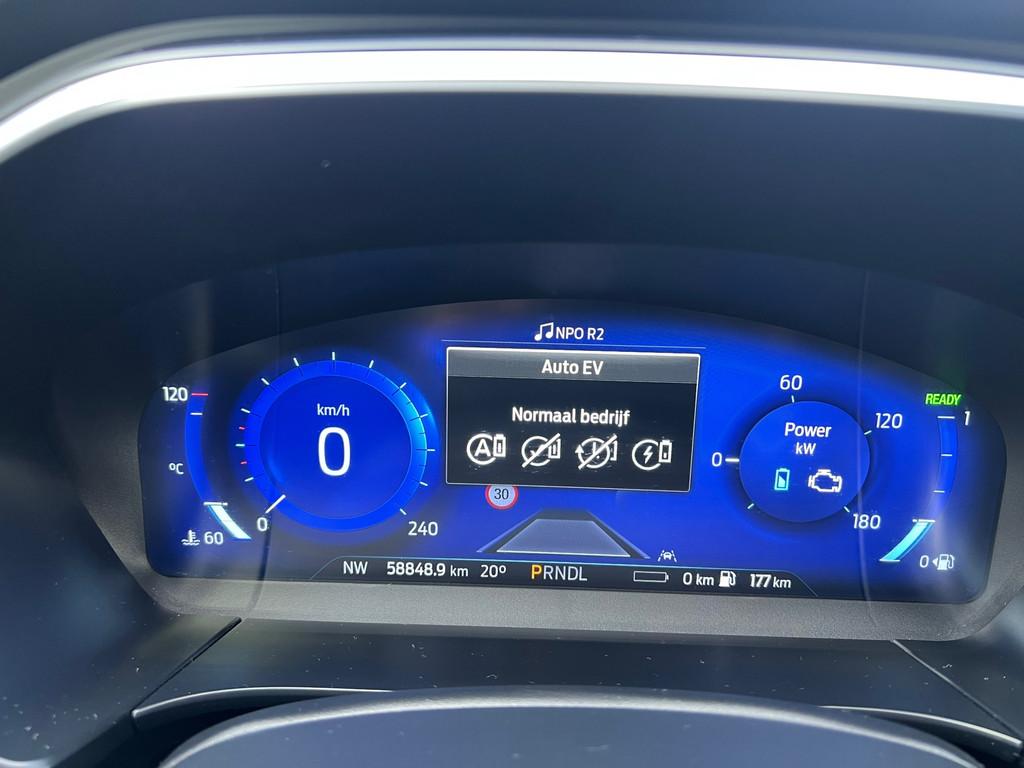 NPO R2
Auto EV
Normaal bedrijf
A
km/h
0
0
240
120
°C
60
30
Power
kW
0
60
120
180
READY
1
0
NW 58848.9 km 20° PRNDL 0 km 177 km